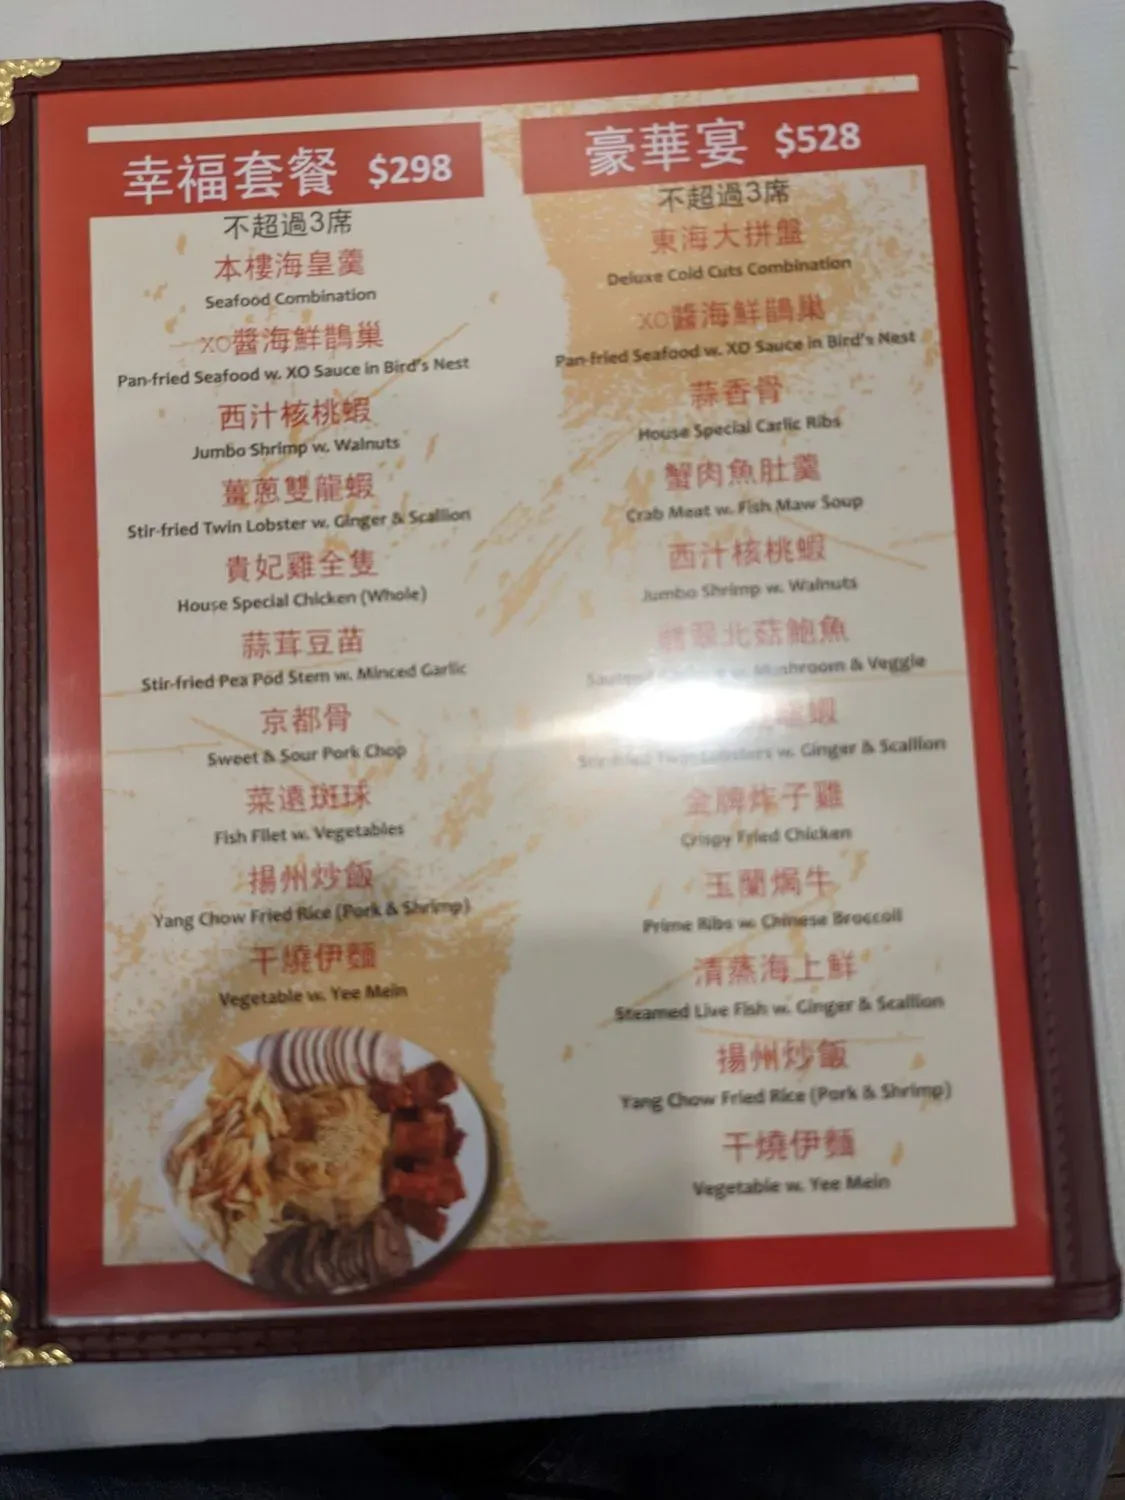 幸福套餐 $298
不超過3席
本樓海皇羹
Seafood Combination
XO醬海鮮鵲巢
Pan-fried Seafood w. XO Sauce in Bird's Nest
西汁核桃蝦
Jumbo Shrimp w. Walnuts
薑蔥雙龍蝦
Stir-fried Twin Lobster w. Ginger & Scallion
貴妃雞全隻
House Special Chicken (Whole)
蒜茸豆苗
Stir-fried Pea Pod Stem w. Minced Garlic
京都骨
Sweet & Sour Pork Chop
菜遠斑球
Fish Filet w. Vegetables
揚州炒飯
Yang Chow Fried Rice (Pork & Shrimp)
干燒伊麵
Vegetable w. Yee Mein
豪華宴 $528
不超過3席
東海大拼盤
Deluxe Cold Cuts Combination
XO醬海鮮鵲巢
Pan-fried Seafood w. XO Sauce in Bird's Nest
蒜香骨
House Special Garlic Ribs
蟹肉魚肚羹
Crab Meat w. Fish Maw Soup
西汁核桃蝦
Jumbo Shrimp w. Walnuts
翡翠北菇鮑魚
w. Mushroom & Veggie
龍蝦
Stir-fried Twin Lobsters w. Ginger & Scallion
金牌炸子雞
Crispy Fried Chicken
玉蘭焗牛
Prime Ribs w. Chinese Broccoli
清蒸海上鮮
Steamed Live Fish w. Ginger & Scallion
揚州炒飯
Yang Chow Fried Rice (Pork & Shrimp)
干燒伊麵
Vegetable w. Yee Mein